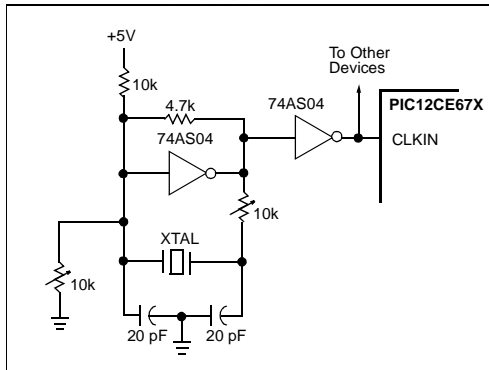 +5V
To Other
Devices
10k
4.7k
74AS04
PIC12CE67X
74AS04
CLKIN
10k
XTAL
10k
20 pF
20 pF